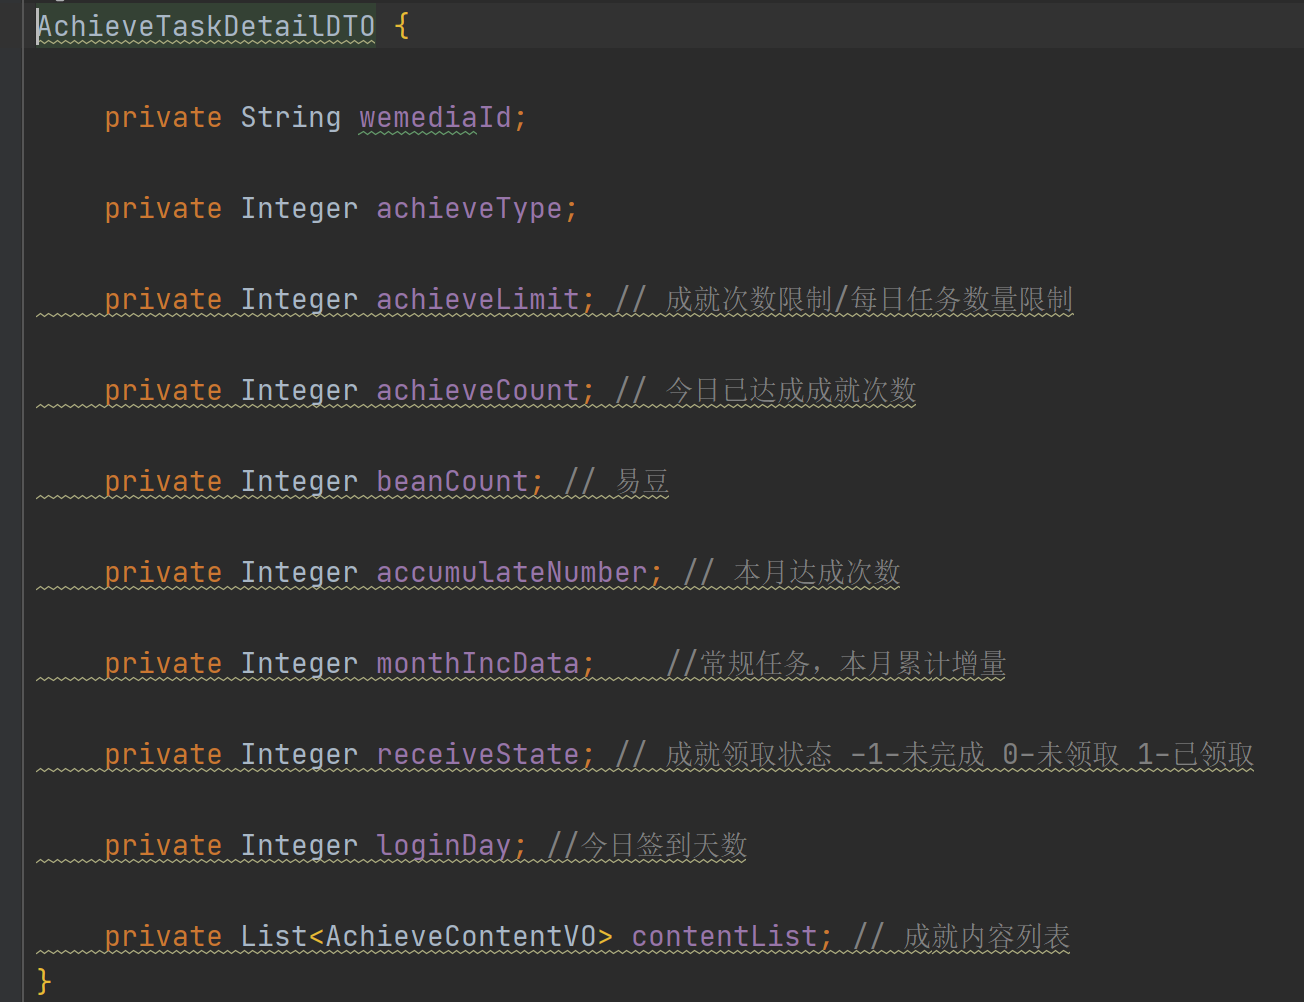 AchieveTaskDetailDTO {
private String wemediaId;
private Integer achieveType;
private Integer achieveLimit; // 成就次数限制/每日任务数量限制
private Integer achieveCount; // 今日已达成成就次数
private Integer beanCount; // 易豆
private Integer accumulateNumber; // 本月达成次数
private Integer monthIncData; //常规任务，本月累计增量
private Integer receiveState; // 成就领取状态 -1-未完成 0-未领取 1-已领取
private Integer loginDay; //今日签到天数
private List<AchieveContentVO> contentList; // 成就内容列表
}